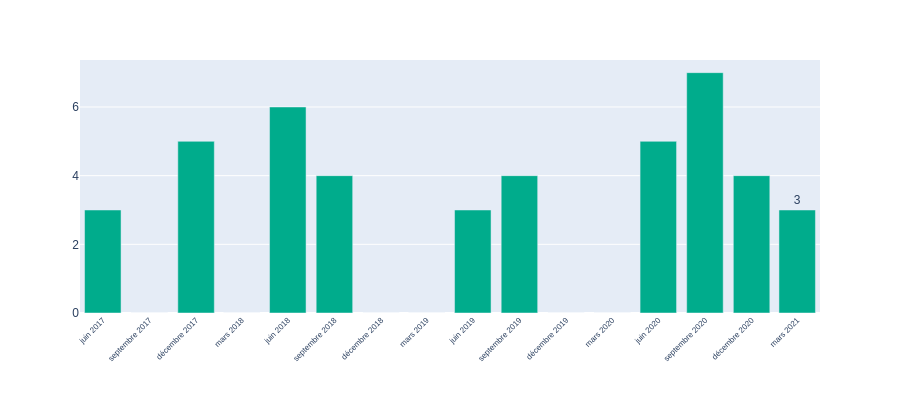 6
4
2
0
3
juin 2017
septembre 2017
décembre 2017
mars 2018
juin 2018
septembre 2018
décembre 2018
mars 2019
juin 2019
septembre 2019
décembre 2019
mars 2020
juin 2020
septembre 2020
décembre 2020
mars 2021